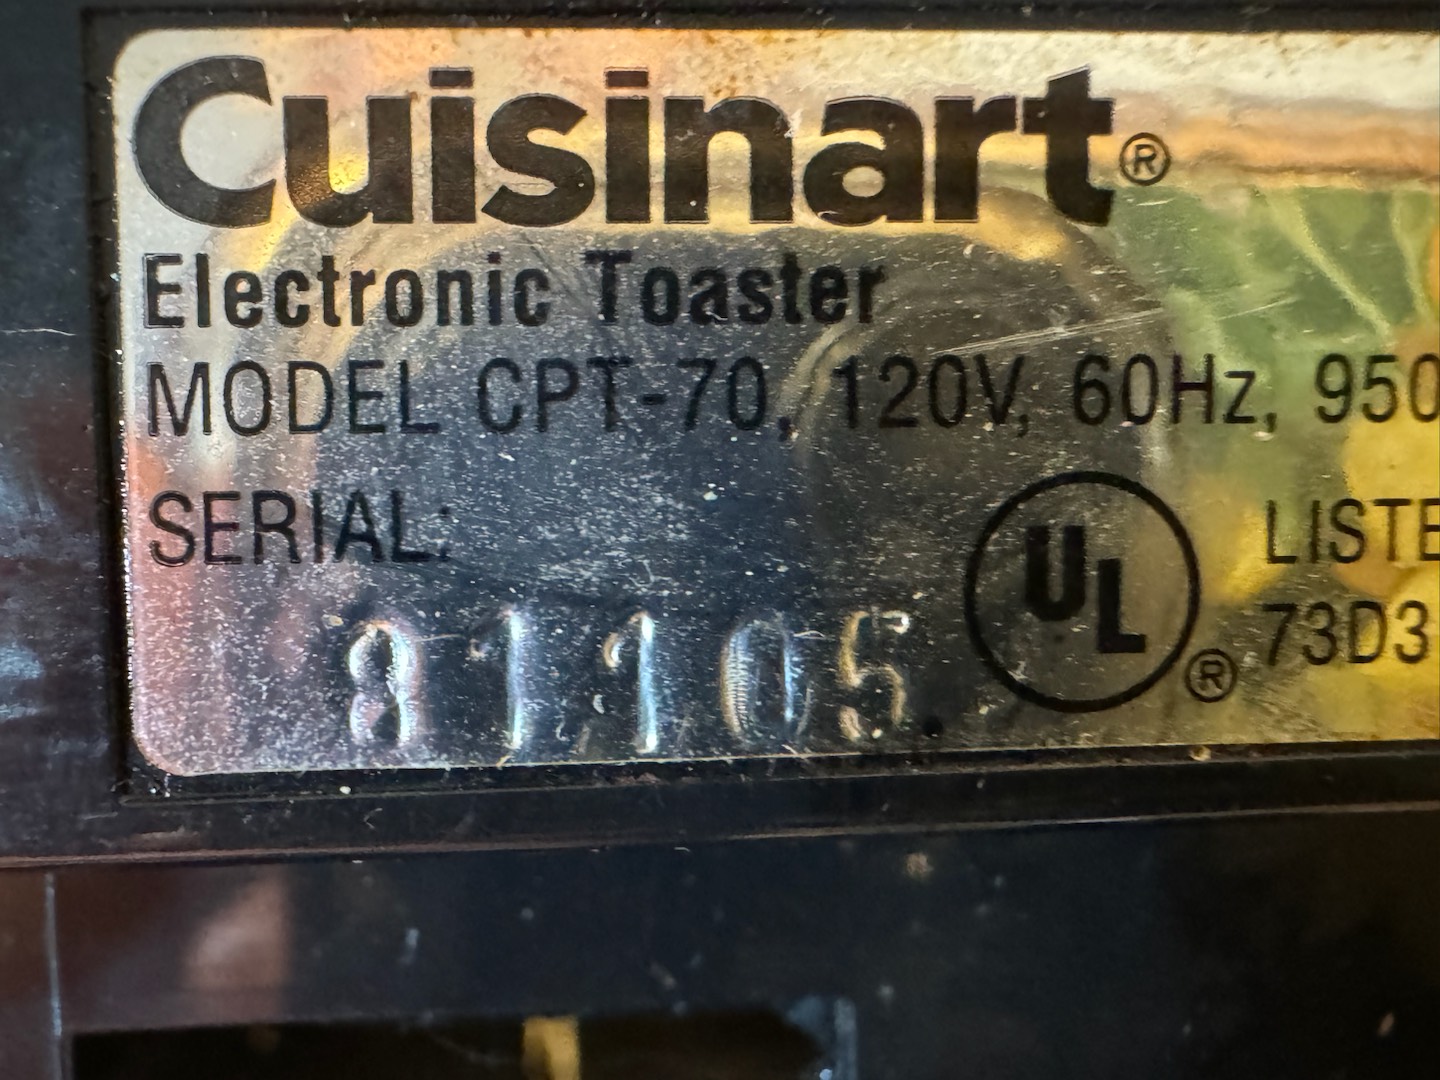 Cuisinart®
Electronic Toaster
MODEL CPT-70, 120V, 60Hz, 950
SERIAL:
81105
UL®
LISTE
73D3